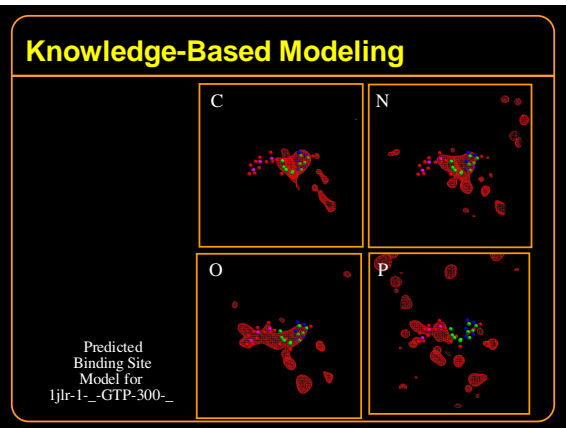 Knowledge-Based Modeling
C
N
O
P
Predicted
Binding Site
Model for
1jlr-1-_-GTP-300-_